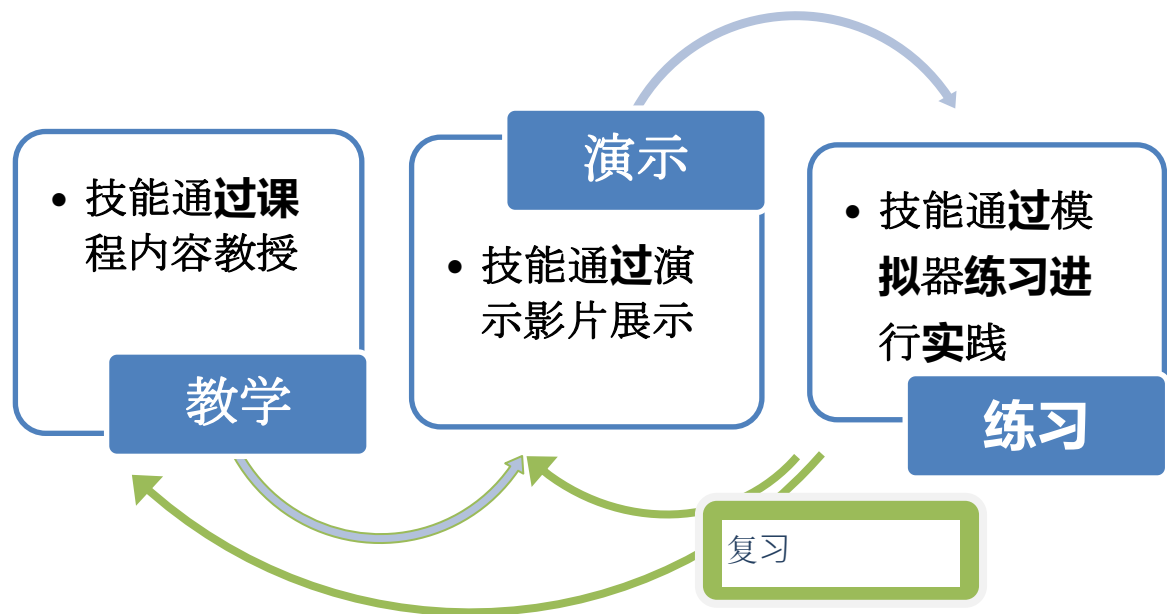 • 技能通过课
程内容教授
教学
演示
• 技能通过演
示影片展示
• 技能通过模
拟器练习进
行实践
练习
复习